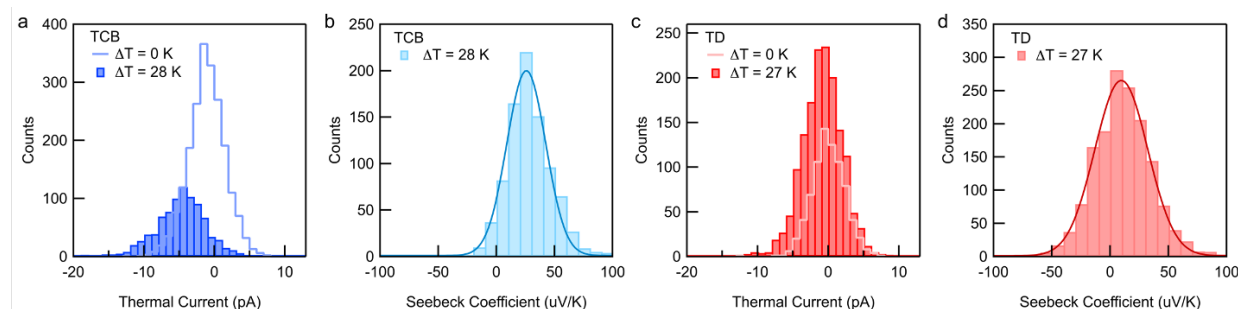 a
TCB
ΔT = 0 K
ΔT = 28 K
400
300
200
100
0
Counts
-20
-10
0
10
Thermal Current (pA)
b
TCB
ΔT = 28 K
250
200
150
100
50
0
Counts
-100
-50
0
50
100
Seebeck Coefficient (uV/K)
c
TD
ΔT = 0 K
ΔT = 27 K
250
200
150
100
50
0
Counts
-20
-10
0
10
Thermal Current (pA)
d
TD
ΔT = 27 K
350
300
250
200
150
100
50
0
Counts
-100
-50
0
50
100
Seebeck Coefficient (uV/K)